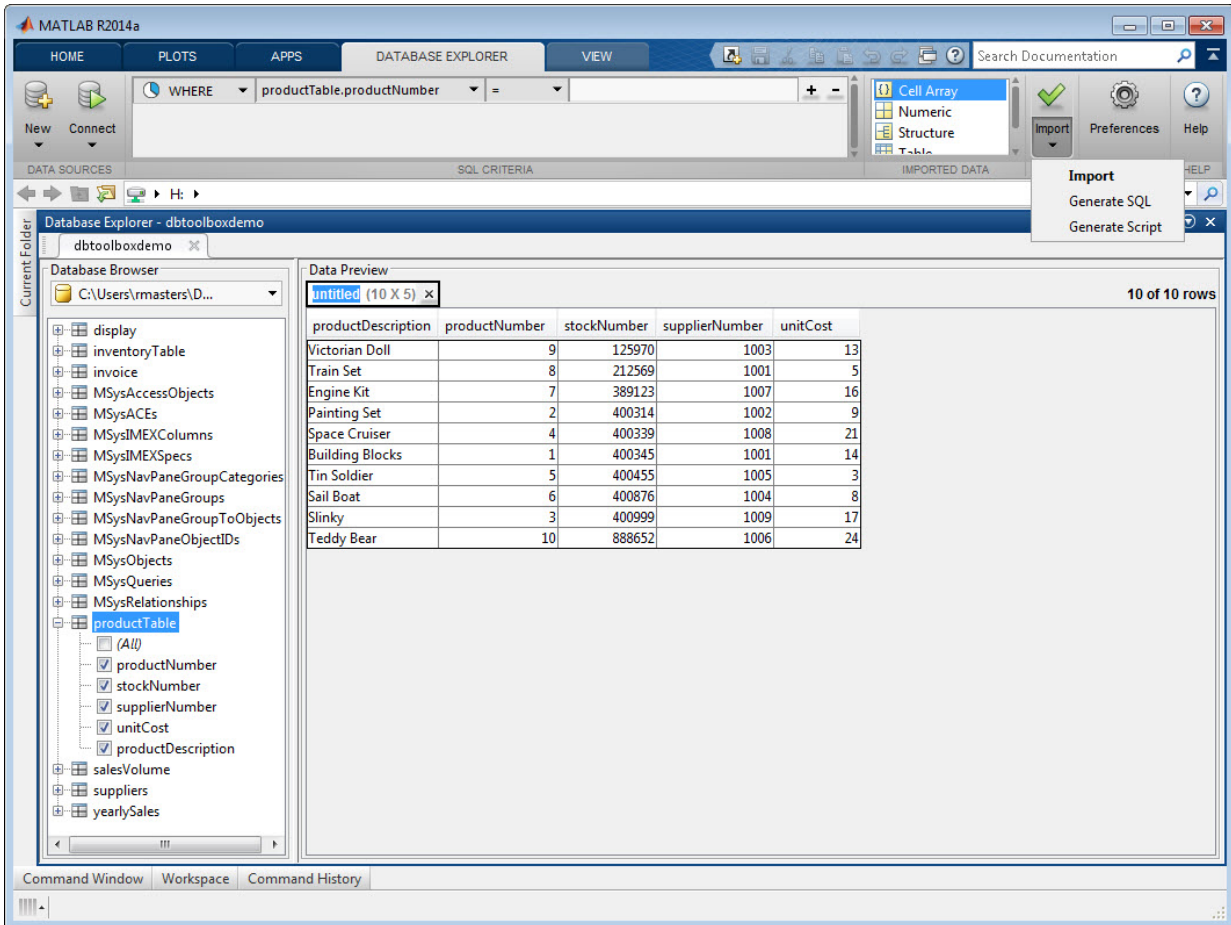 MATLAB R2014a
HOME PLOTS APPS DATABASE EXPLORER VIEW Search Documentation
WHERE productTable.productNumber = + -
Cell Array
Numeric
Structure
Table
New Connect Import Preferences Help
DATA SOURCES SQL CRITERIA IMPORTED DATA HELP
Import
Generate SQL
Generate Script
H:
Current Folder
Database Explorer - dbtoolboxdemo
dbtoolboxdemo
Database Browser
C:\Users\rmasters\D...
display
inventoryTable
invoice
MSysAccessObjects
MSysACEs
MSysIMEXColumns
MSysIMEXSpecs
MSysNavPaneGroupCategories
MSysNavPaneGroups
MSysNavPaneGroupToObjects
MSysNavPaneObjectIDs
MSysObjects
MSysQueries
MSysRelationships
productTable
(All)
productNumber
stockNumber
supplierNumber
unitCost
productDescription
salesVolume
suppliers
yearlySales
Data Preview
untitled (10 X 5) 10 of 10 rows
productDescription productNumber stockNumber supplierNumber unitCost
Victorian Doll 9 125970 1003 13
Train Set 8 212569 1001 5
Engine Kit 7 389123 1007 16
Painting Set 2 400314 1002 9
Space Cruiser 4 400339 1008 21
Building Blocks 1 400345 1001 14
Tin Soldier 5 400455 1005 3
Sail Boat 6 400876 1004 8
Slinky 3 400999 1009 17
Teddy Bear 10 888652 1006 24
Command Window Workspace Command History